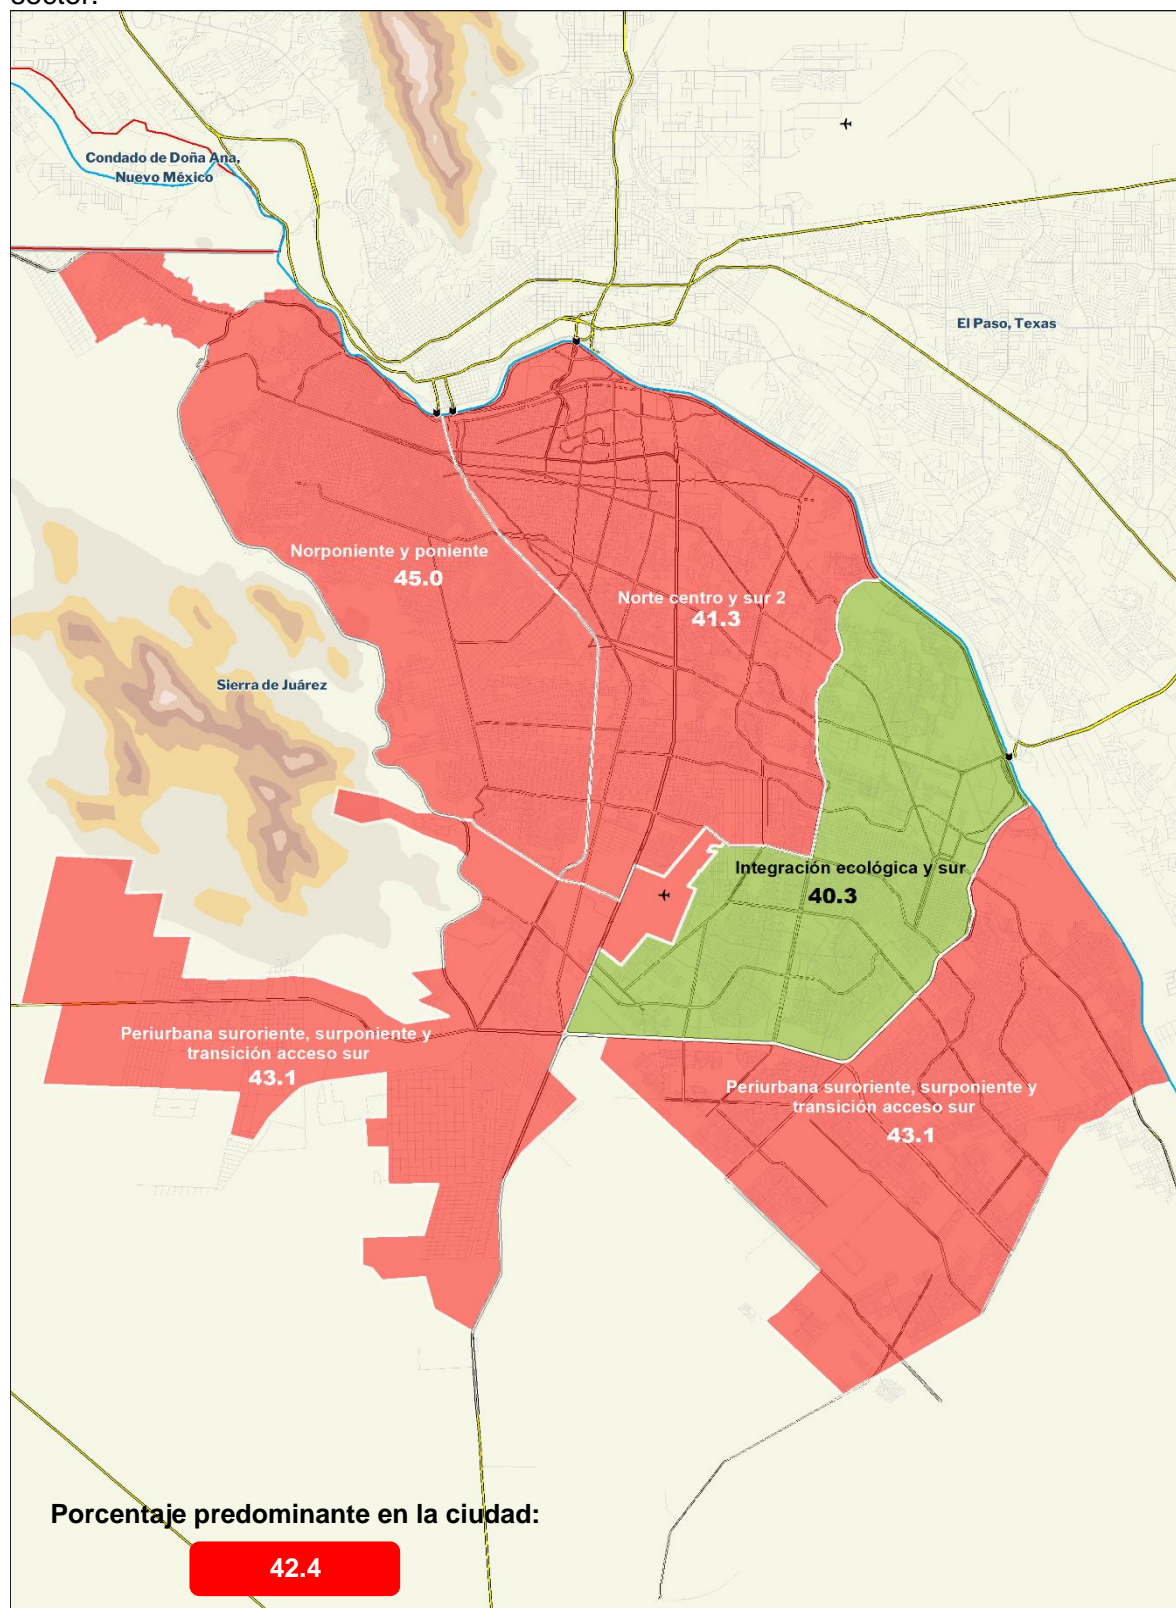 sector.
Condado de Doña Ana,
Nuevo México
El Paso, Texas
Norponiente y poniente
45.0
Norte centro y sur 2
41.3
Sierra de Juárez
Integración ecológica y sur
40.3
Periurbana suroriente, surponiente y
transición acceso sur
43.1
Periurbana suroriente, surponiente y
transición acceso sur
43.1
Porcentaje predominante en la ciudad:
42.4